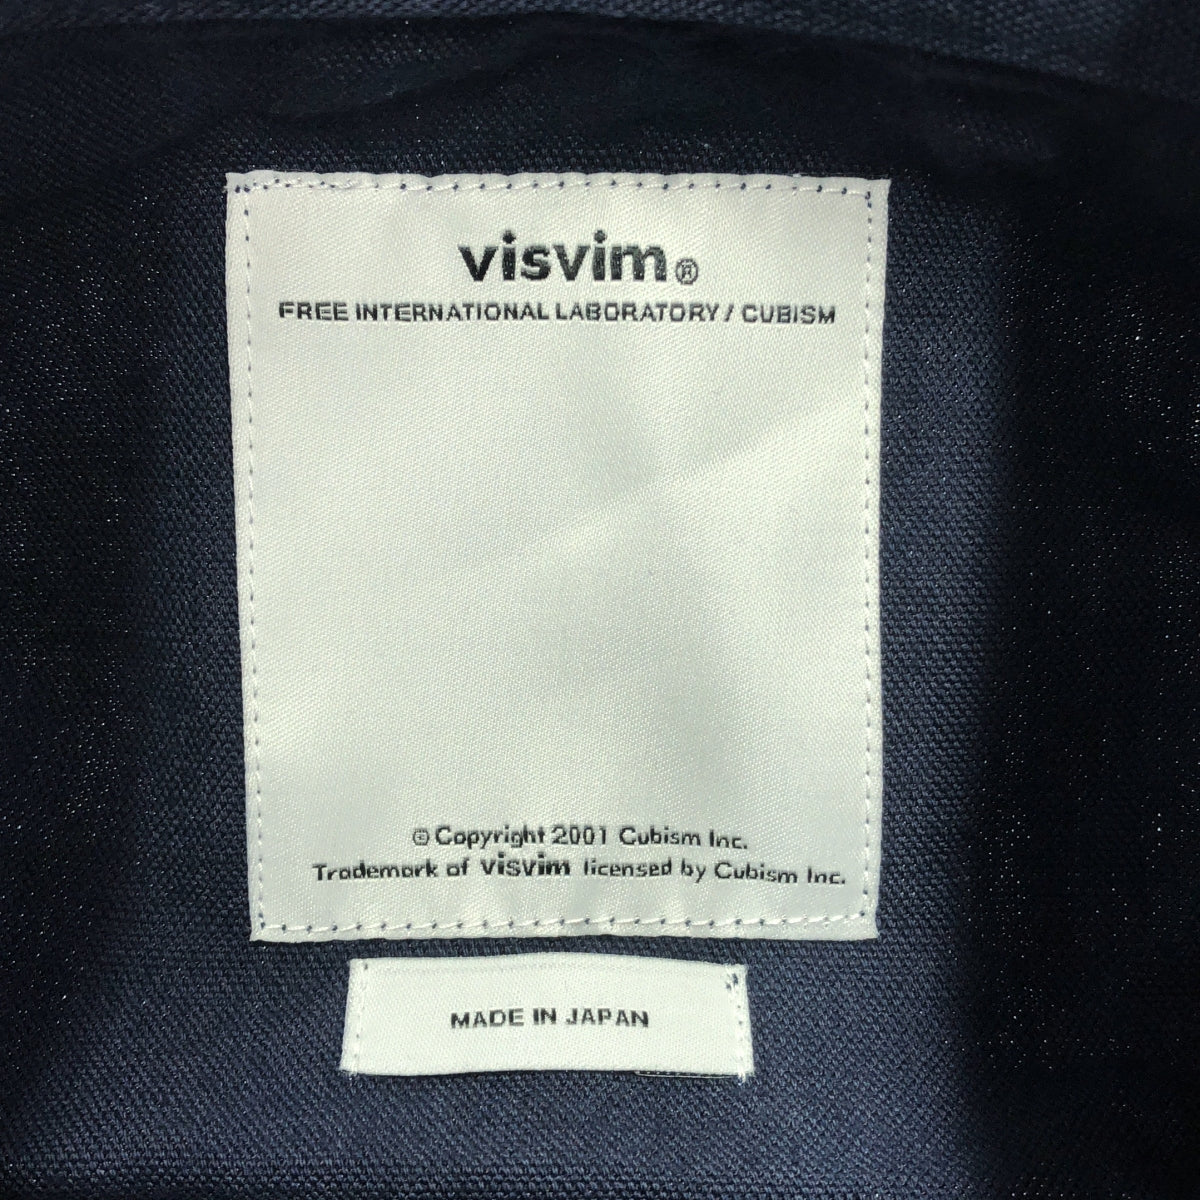 visvim®
FREE INTERNATIONAL LABORATORY / CUBISM
© Copyright 2001 Cubism Inc.
Trademark of visvim licensed by Cubism Inc.
MADE IN JAPAN